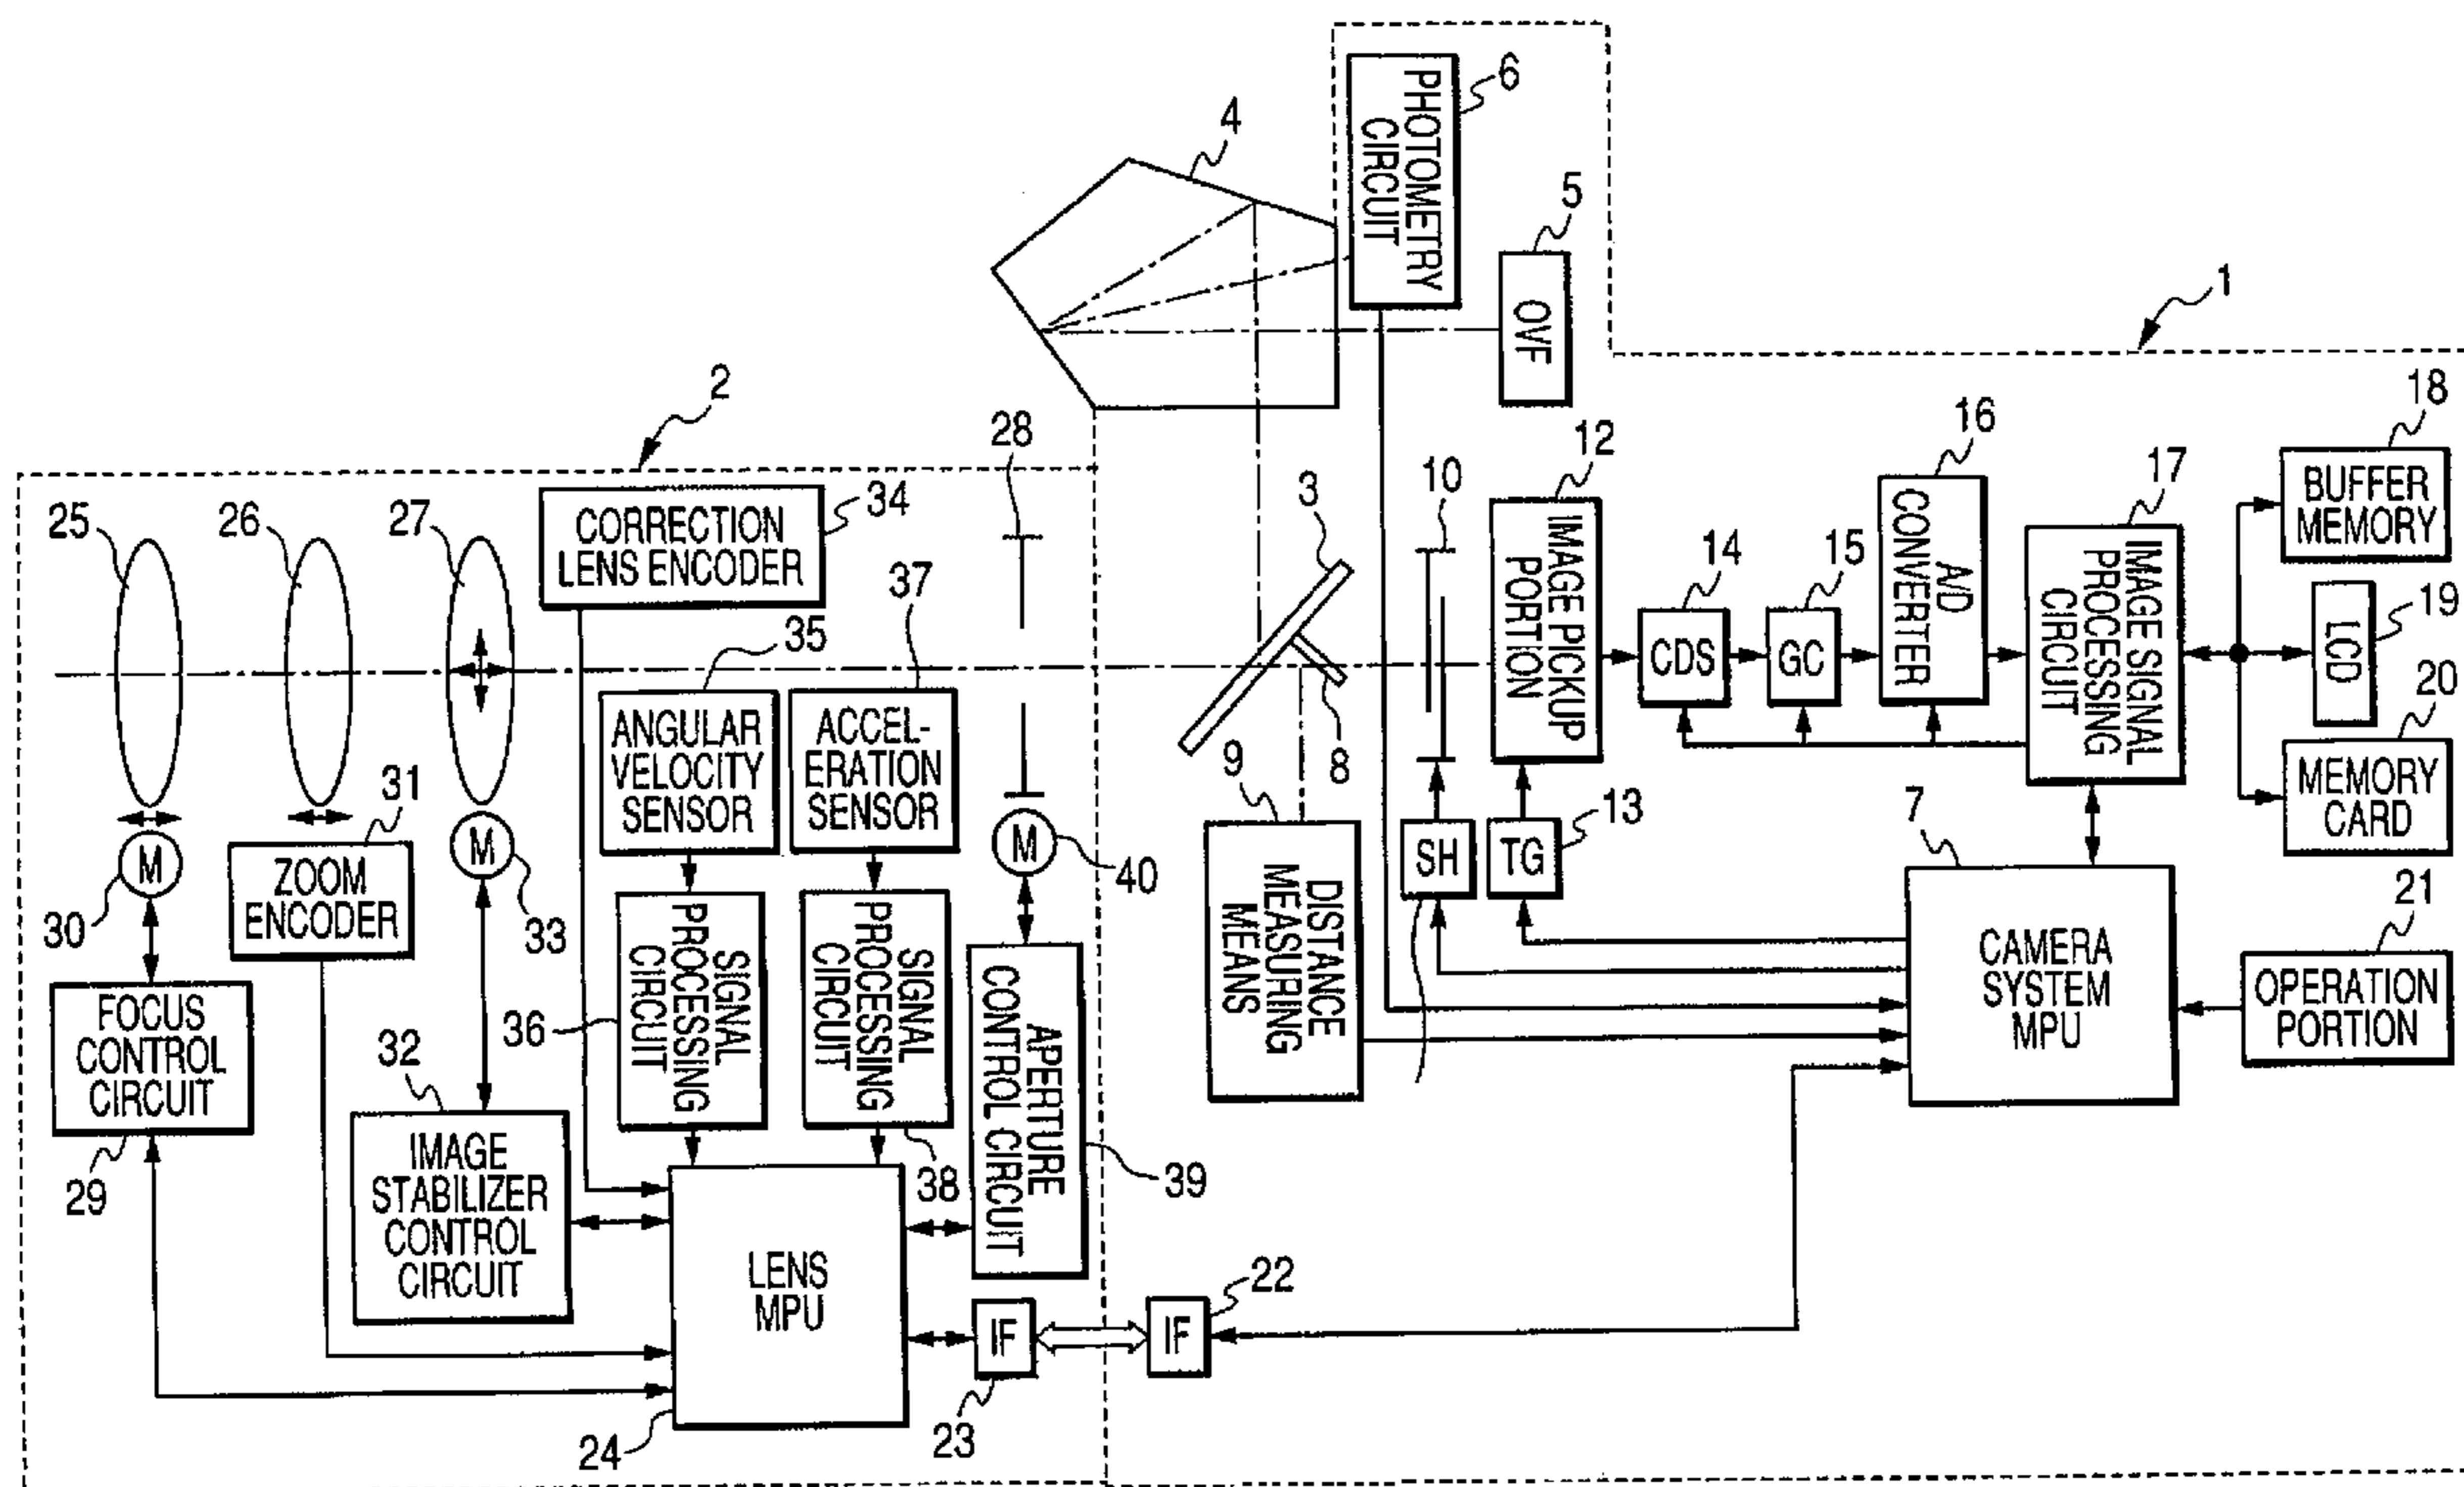 1
2
PHOTOMETRY
CIRCUIT
6
4
5
OVF
28
3
10
12
IMAGE PICKUP
PORTION
14
CDS
15
GC
16
A/D
CONVERTER
17
IMAGE SIGNAL
PROCESSING
CIRCUIT
18
BUFFER
MEMORY
19
LCD
20
MEMORY
CARD
25
26
27
CORRECTION
LENS ENCODER
34
35
ANGULAR
VELOCITY
SENSOR
37
ACCEL-
ERATION
SENSOR
8
9
DISTANCE
MEASURING
MEANS
SH
TG
13
7
CAMERA
SYSTEM
MPU
21
OPERATION
PORTION
M
30
31
ZOOM
ENCODER
M
33
M
40
FOCUS
CONTROL
CIRCUIT
29
32
IMAGE
STABILIZER
CONTROL
CIRCUIT
36
SIGNAL
PROCESSING
CIRCUIT
SIGNAL
PROCESSING
CIRCUIT
38
APERTURE
CONTROL CIRCUIT
39
LENS
MPU
24
IF
23
IF
22